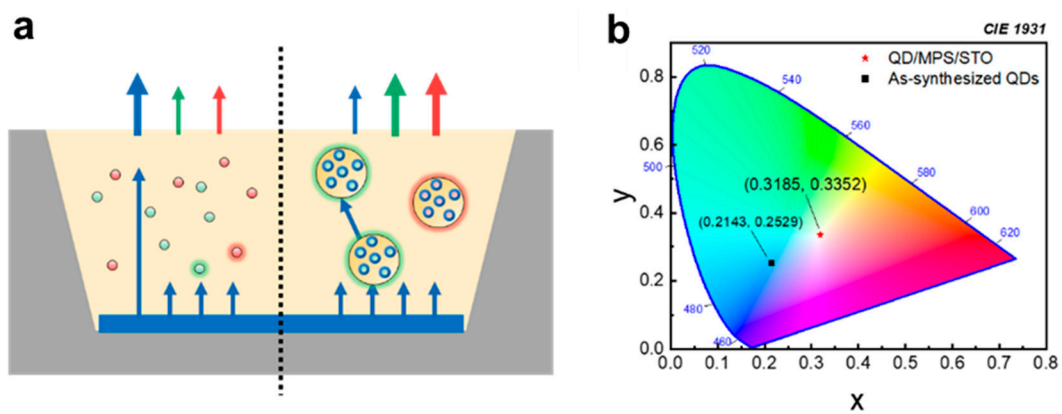 a
b
CIE 1931
QD/MPS/STO
As-synthesized QDs
520
540
560
500
580
(0.3185, 0.3352)
(0.2143, 0.2529)
600
620
480
460
0.8
0.6
0.4
0.2
0.0
y
0.0 0.1 0.2 0.3 0.4 0.5 0.6 0.7 0.8
x